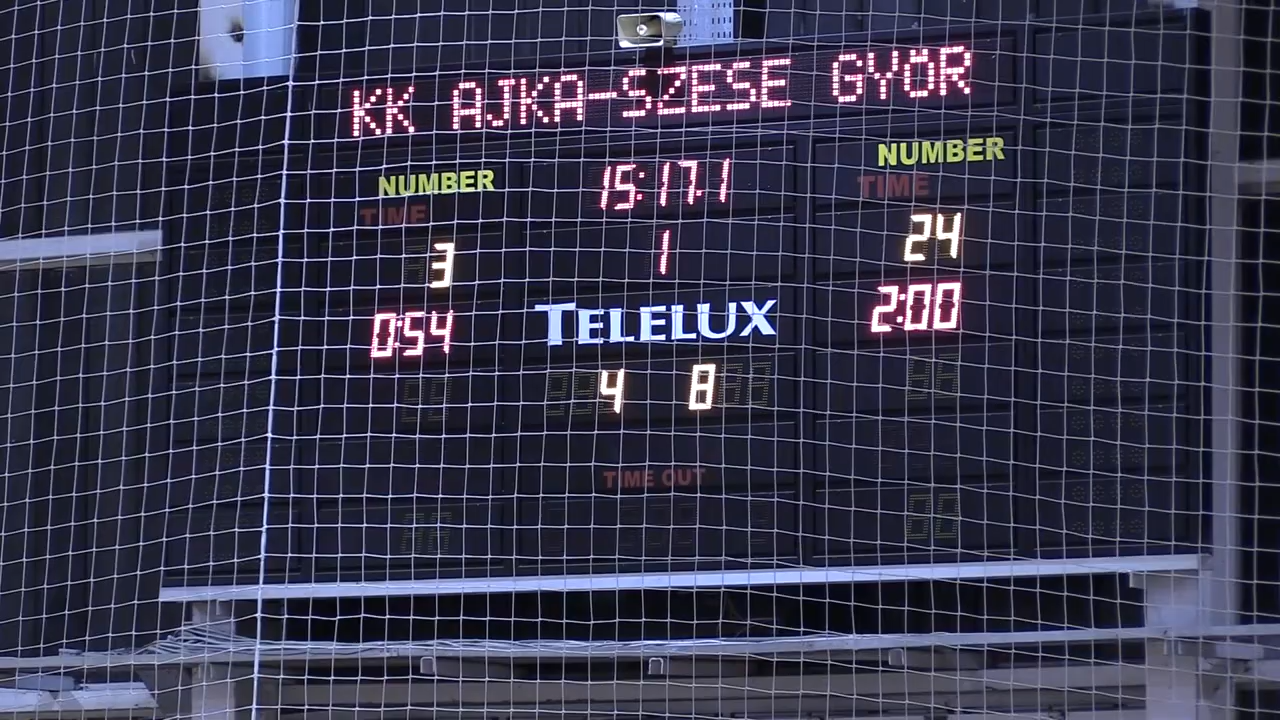 KK AJKA-SZESE GYÖR
NUMBER 15:17.1 NUMBER
TIME TIME
3 1 24
0:54 TELELUX 2:00
4 8
TIME OUT